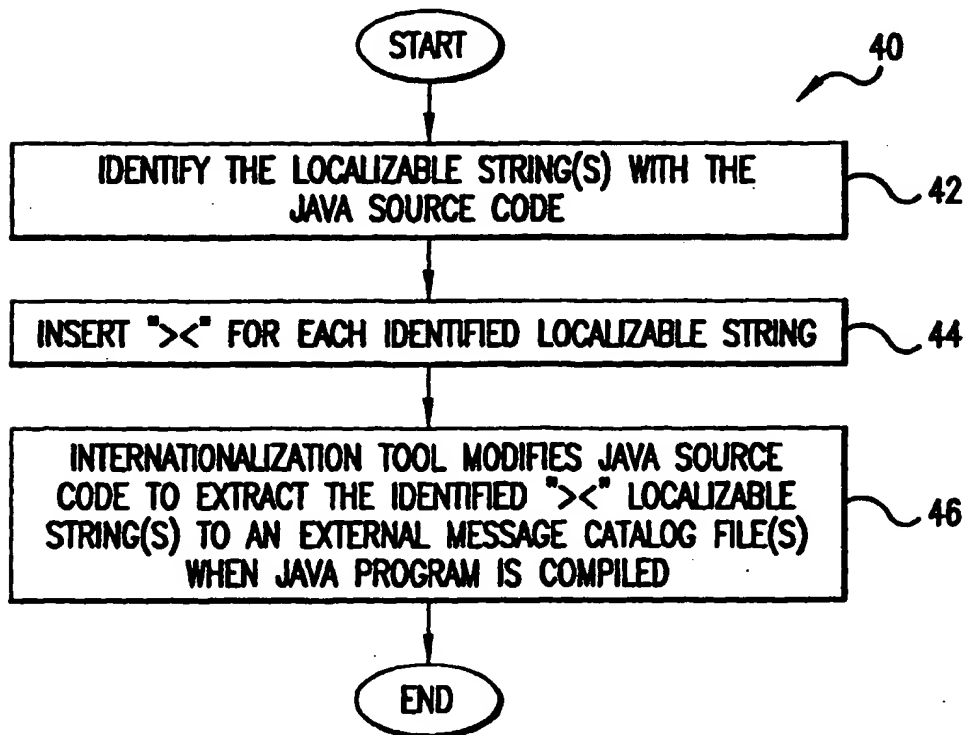 START
40
IDENTIFY THE LOCALIZABLE STRING(S) WITH THE
JAVA SOURCE CODE
42
INSERT "><" FOR EACH IDENTIFIED LOCALIZABLE STRING
44
INTERNATIONALIZATION TOOL MODIFIES JAVA SOURCE
CODE TO EXTRACT THE IDENTIFIED "><" LOCALIZABLE
STRING(S) TO AN EXTERNAL MESSAGE CATALOG FILE(S)
WHEN JAVA PROGRAM IS COMPILED
46
END